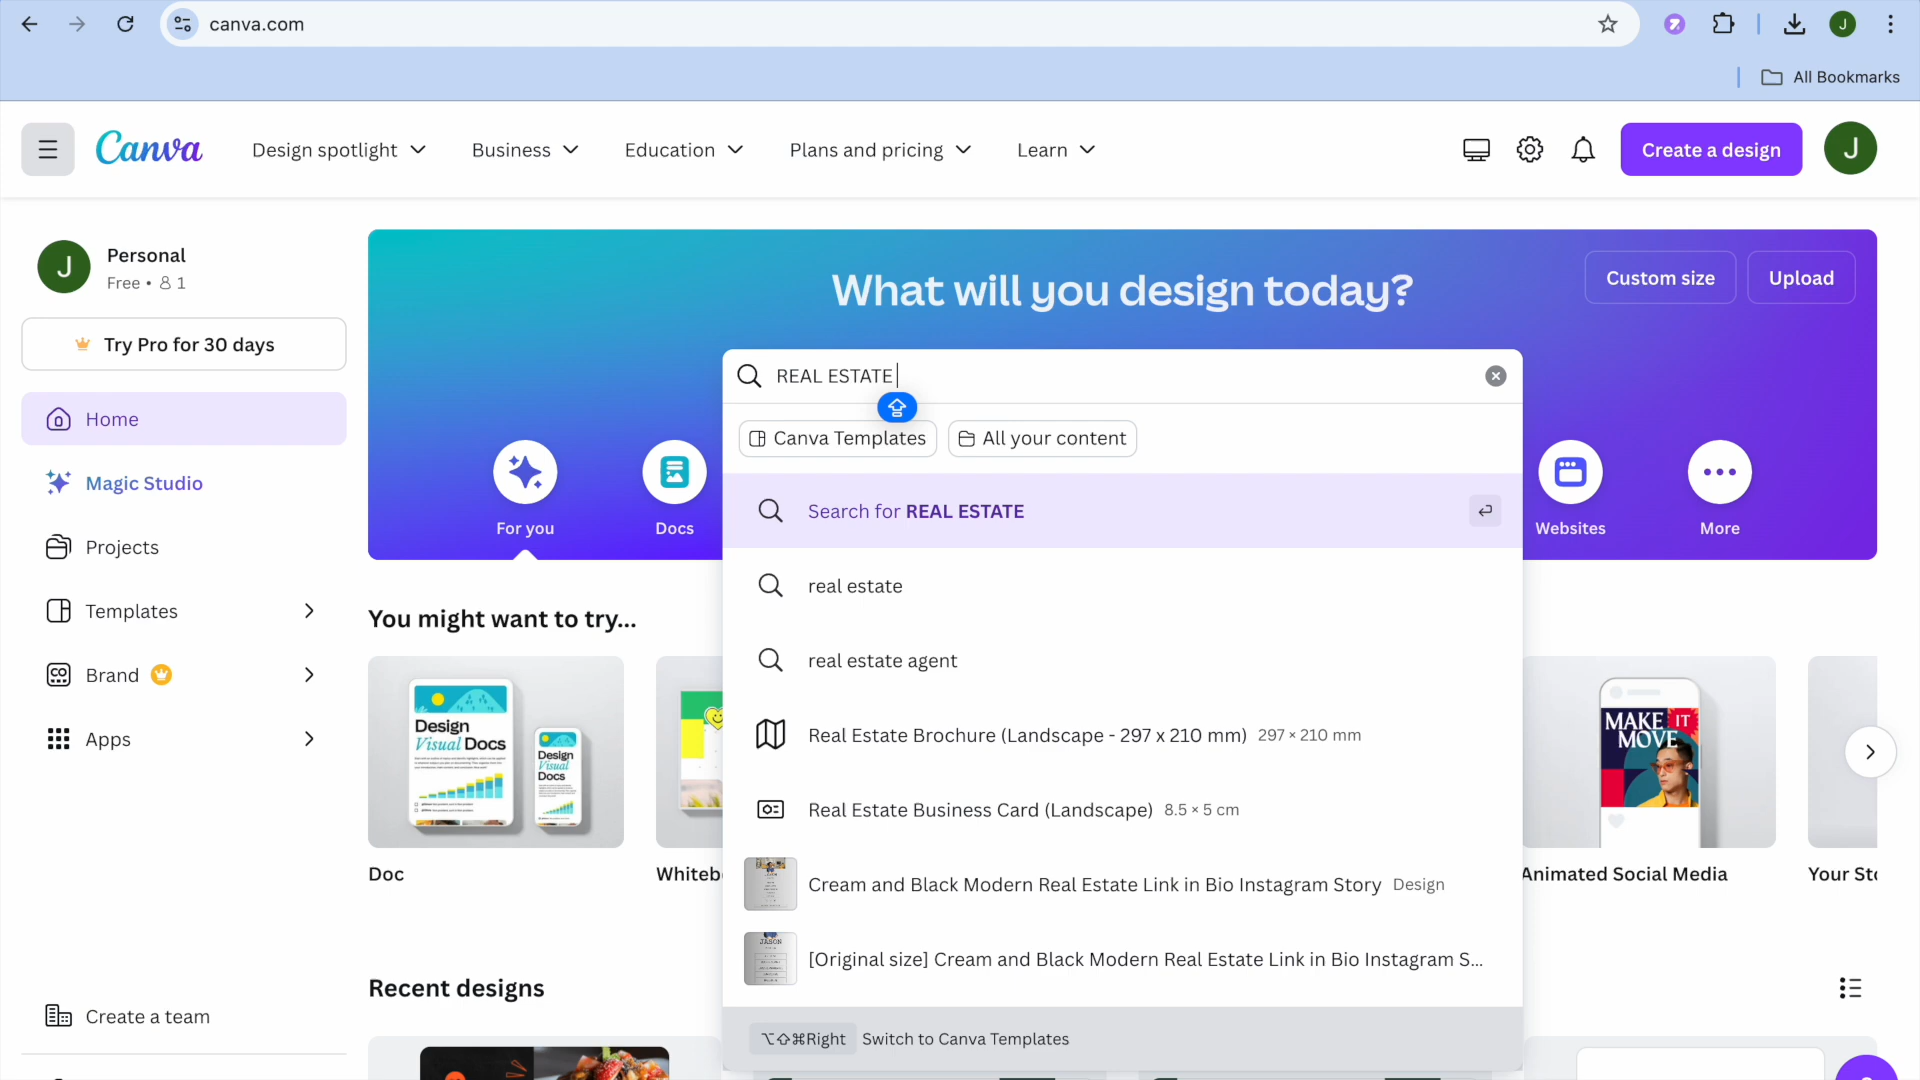 canva.com
J
All Bookmarks
Canva
Design spotlight
Business
Education
Plans and pricing
Learn
Create a design
J
J
Personal
Free • 1
Try Pro for 30 days
Home
Magic Studio
Projects
Templates
Brand
Apps
Create a team
What will you design today?
Custom size
Upload
REAL ESTATE
Canva Templates
All your content
Search for REAL ESTATE
real estate
real estate agent
Real Estate Brochure (Landscape - 297 x 210 mm) 297 × 210 mm
Real Estate Business Card (Landscape) 8.5 × 5 cm
Cream and Black Modern Real Estate Link in Bio Instagram Story Design
JASON
[Original size] Cream and Black Modern Real Estate Link in Bio Instagram S...
⌥⇧⌘Right Switch to Canva Templates
For you
Docs
Websites
More
You might want to try...
Design
Visual Docs
Design
Visual
Docs
MAKE IT
MOVE
Doc
Whiteb
Animated Social Media
Your Sto
Recent designs